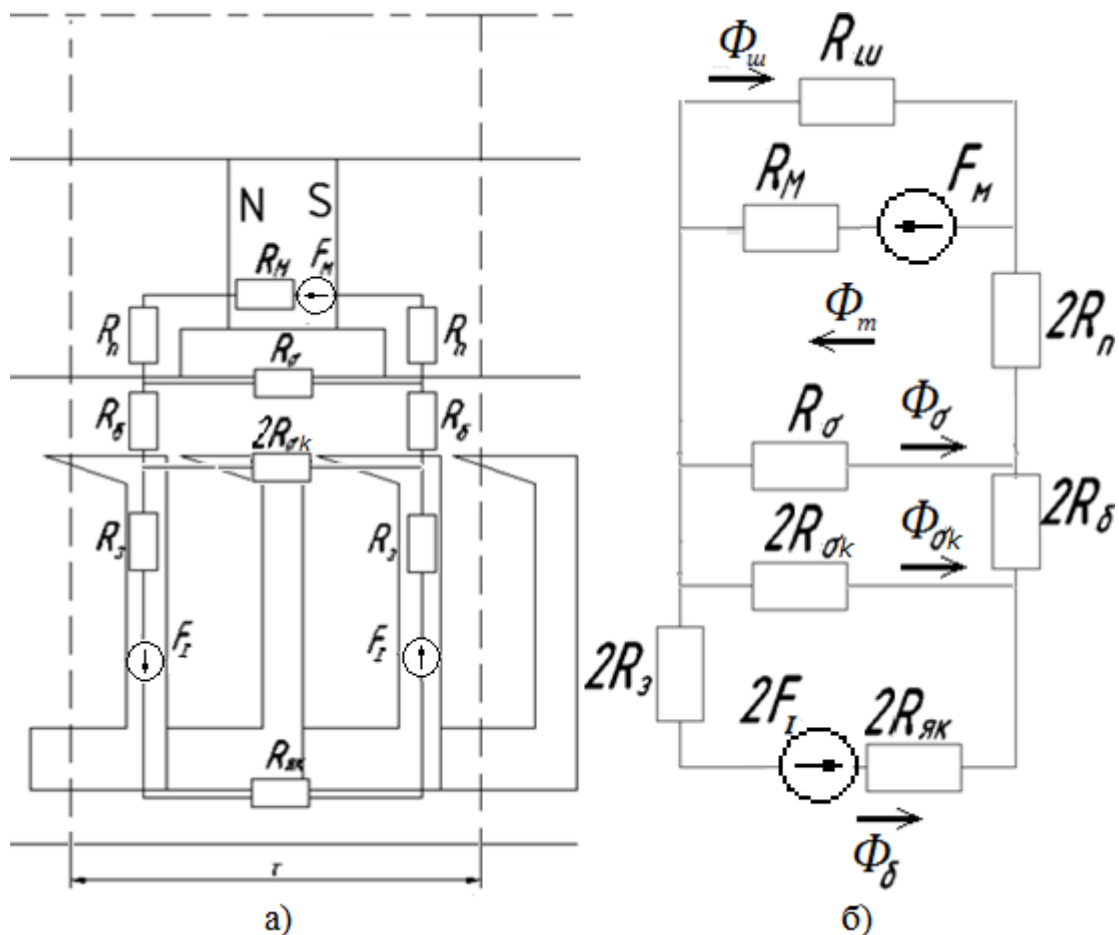 N S
R_M F_M
R_п R_п
R_σ
R_δ R_δ
2R_σk
R_з R_з
F_I F_I
R_як
τ
а)
Φ_ш R_ш
R_M F_м
2R_п
Φ_m
R_σ Φ_σ
2R_δ
2R_σk Φ_σk
2R_з
2F_I 2R_як
Φ_δ
б)